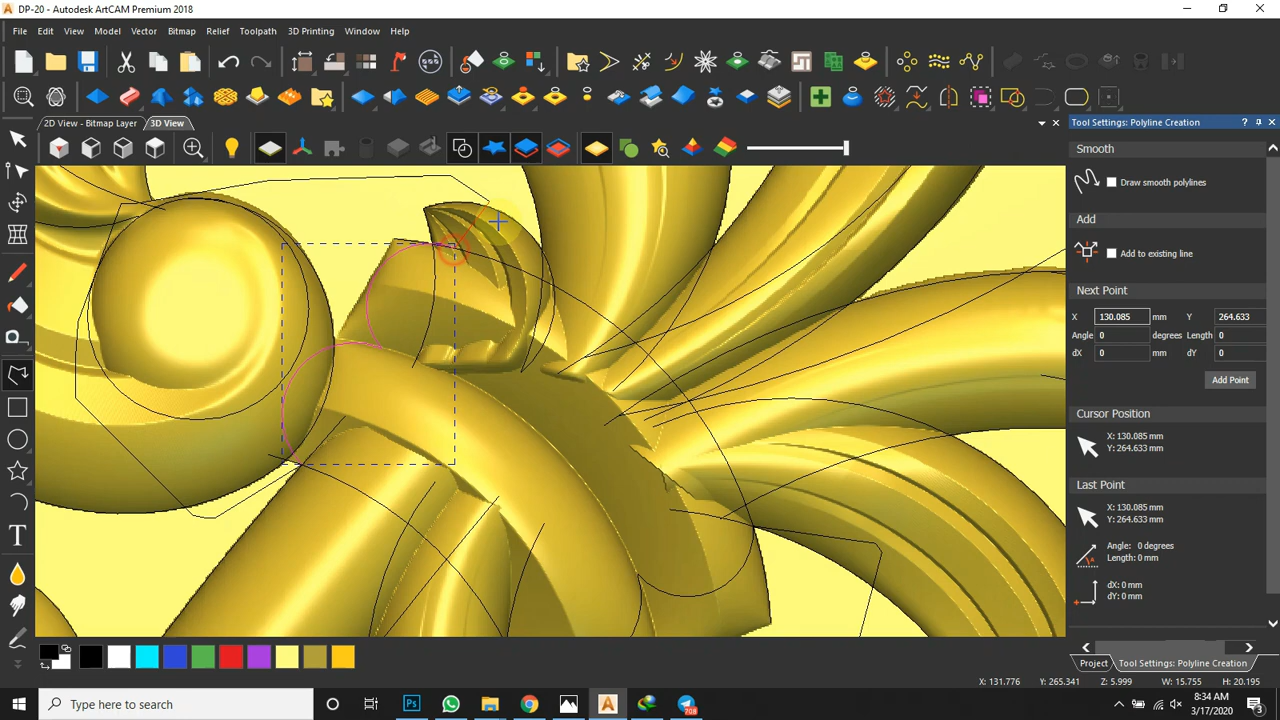 DP-20 - Autodesk ArtCAM Premium 2018
File Edit View Model Vector Bitmap Relief Toolpath 3D Printing Window Help
2D View - Bitmap Layer 3D View
Tool Settings: Polyline Creation
Smooth
Draw smooth polylines
Add
Add to existing line
Next Point
X 130.085 mm Y 264.633
Angle 0 degrees Length: 0
dX 0 mm dY 0
Add Point
Cursor Position
X: 130.085 mm
Y: 264.633 mm
Last Point
X: 130.085 mm
Y: 264.633 mm
Angle: 0 degrees
Length: 0 mm
dX: 0 mm
dY: 0 mm
Project Tool Settings: Polyline Creation
X: 131.776 Y: 265.341 Z: 5.999 W: 15.755 H: 20.195
Type here to search
Ps
708
8:34 AM
3/17/2020
3